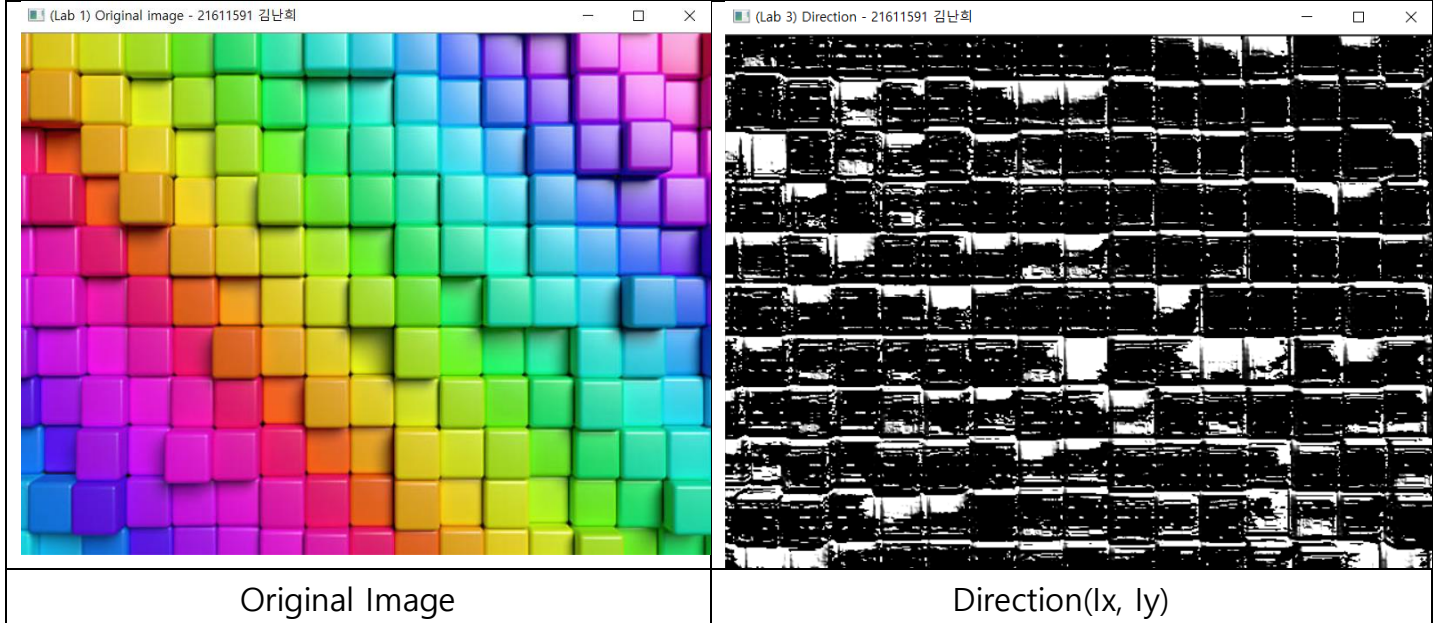 (Lab 1) Original image - 21611591 김난희
(Lab 3) Direction - 21611591 김난희
Original Image
Direction(Ix, Iy)